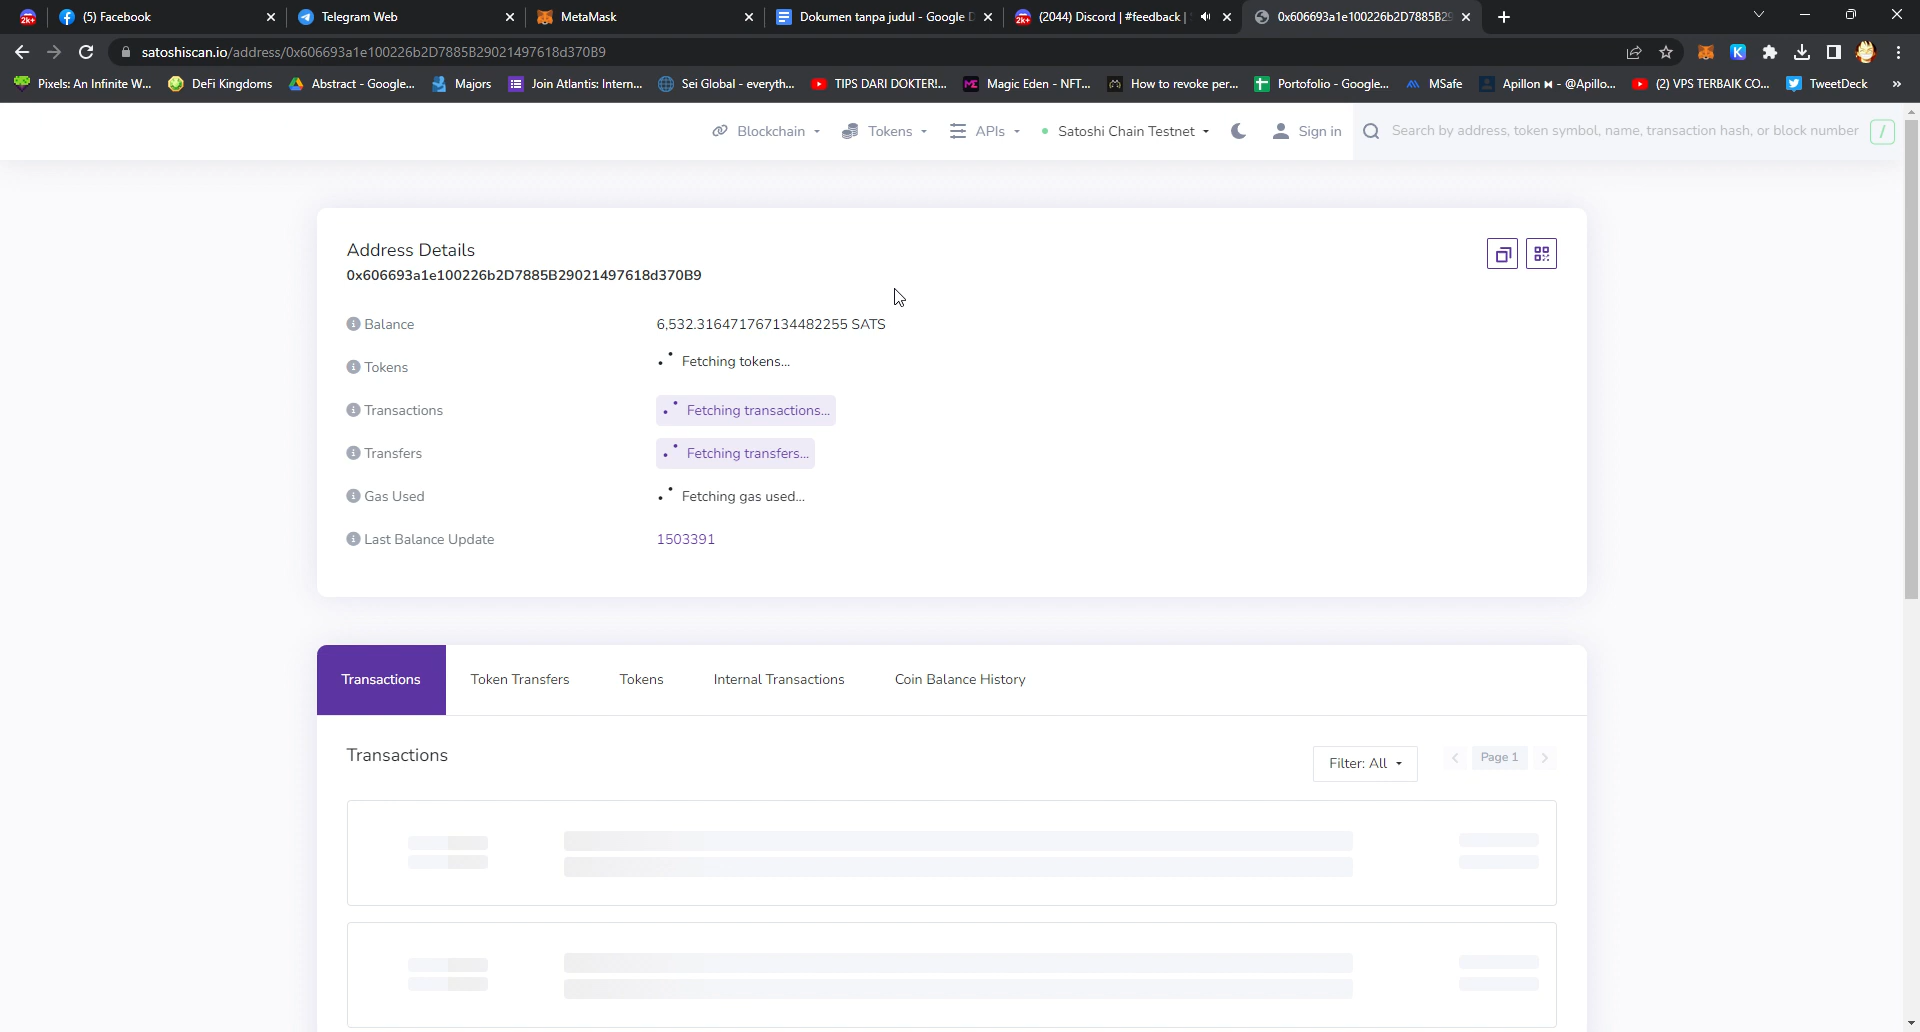 2k+
(5) Facebook
Telegram Web
MetaMask
Dokumen tanpa judul - Google D
2k+
(2044) Discord | #feedback |
0x606693a1e100226b2D7885B29
satoshiscan.io/address/0x606693a1e100226b2D7885B29021497618d370B9
Pixels: An Infinite W...
DeFi Kingdoms
Abstract - Google...
Majors
Join Atlantis: Intern...
Sei Global - everyth...
TIPS DARI DOKTER!...
Magic Eden - NFT...
How to revoke per...
Portofolio - Google...
MSafe
Apillon ⧓ - @Apillo...
(2) VPS TERBAIK CO...
TweetDeck
»
Blockchain
Tokens
APIs
Satoshi Chain Testnet
Sign in
Search by address, token symbol, name, transaction hash, or block number
/
Address Details
0x606693a1e100226b2D7885B29021497618d370B9
Balance
6,532.316471767134482255 SATS
Tokens
Fetching tokens...
Transactions
Fetching transactions...
Transfers
Fetching transfers...
Gas Used
Fetching gas used...
Last Balance Update
1503391
Transactions
Token Transfers
Tokens
Internal Transactions
Coin Balance History
Transactions
Filter: All
Page 1